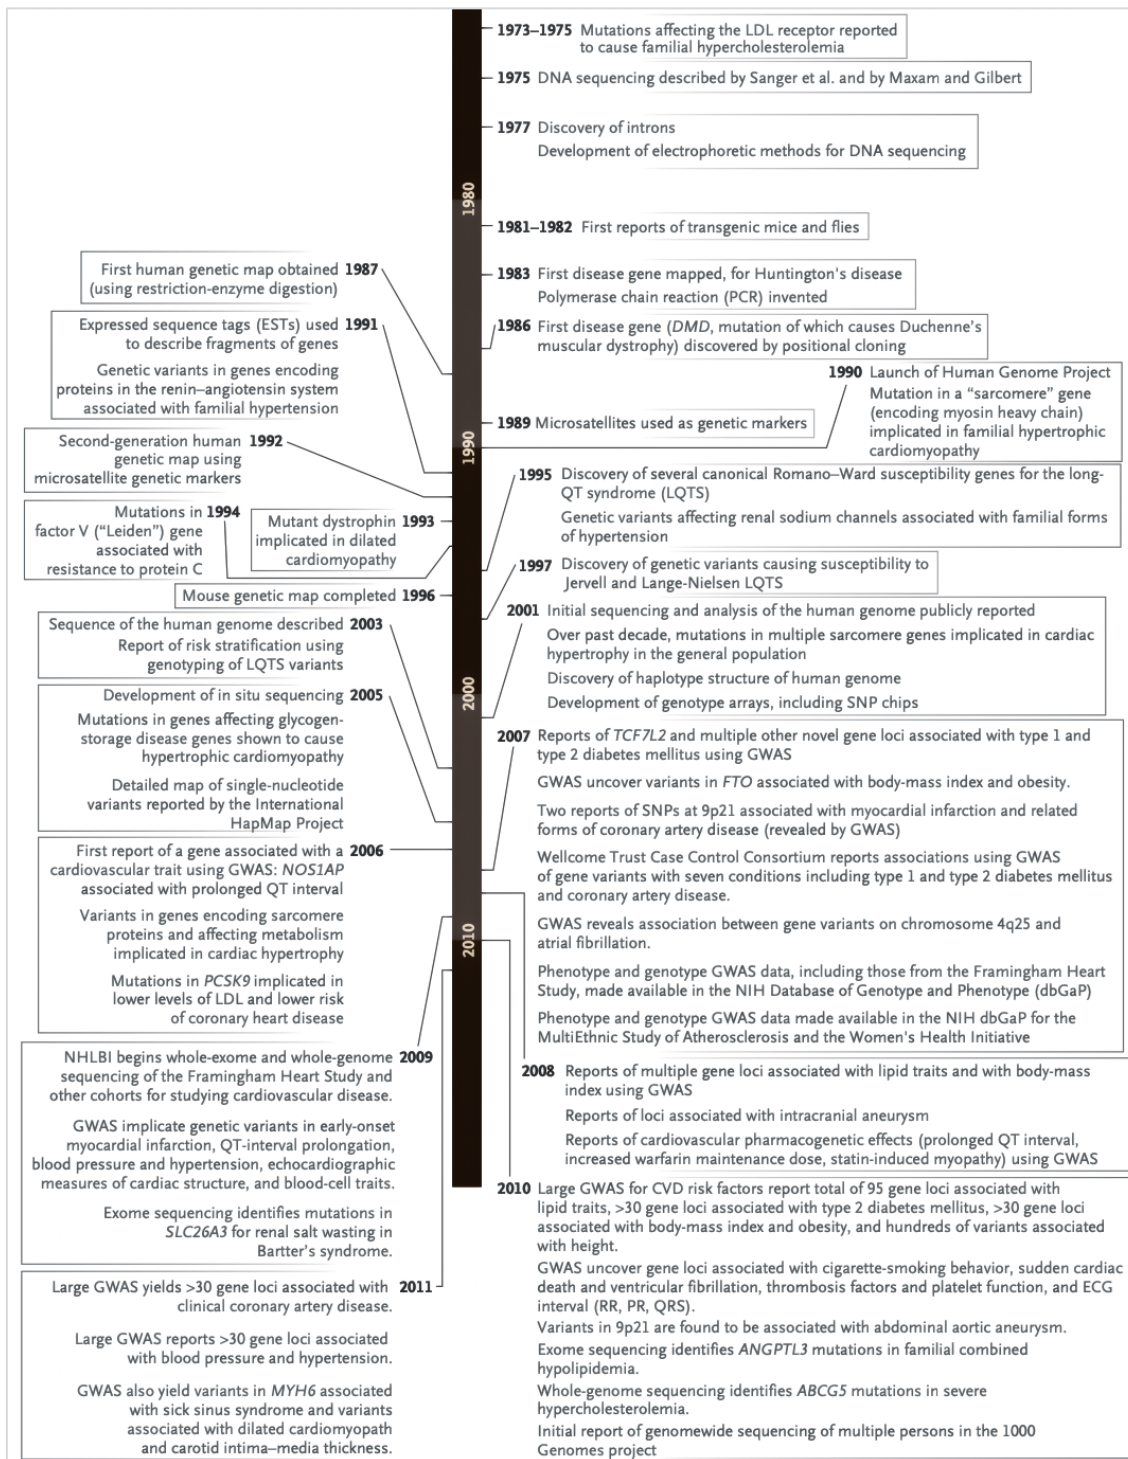 1973–1975 Mutations affecting the LDL receptor reported
to cause familial hypercholesterolemia
1975 DNA sequencing described by Sanger et al. and by Maxam and Gilbert
1977 Discovery of introns
Development of electrophoretic methods for DNA sequencing
1980
1981–1982 First reports of transgenic mice and flies
1983 First disease gene mapped, for Huntington's disease
Polymerase chain reaction (PCR) invented
1986 First disease gene (DMD, mutation of which causes Duchenne's
muscular dystrophy) discovered by positional cloning
First human genetic map obtained 1987
(using restriction-enzyme digestion)
1989 Microsatellites used as genetic markers
1990 Launch of Human Genome Project
Mutation in a “sarcomere” gene
(encoding myosin heavy chain)
implicated in familial hypertrophic
cardiomyopathy
1990
Expressed sequence tags (ESTs) used 1991
to describe fragments of genes
Genetic variants in genes encoding
proteins in the renin–angiotensin system
associated with familial hypertension
Second-generation human 1992
genetic map using
microsatellite genetic markers
Mutant dystrophin 1993
implicated in dilated
cardiomyopathy
Mutations in 1994
factor V (“Leiden”) gene
associated with
resistance to protein C
1995 Discovery of several canonical Romano–Ward susceptibility genes for the long-
QT syndrome (LQTS)
Genetic variants affecting renal sodium channels associated with familial forms
of hypertension
Mouse genetic map completed 1996
1997 Discovery of genetic variants causing susceptibility to
Jervell and Lange-Nielsen LQTS
2000
2001 Initial sequencing and analysis of the human genome publicly reported
Over past decade, mutations in multiple sarcomere genes implicated in cardiac
hypertrophy in the general population
Discovery of haplotype structure of human genome
Development of genotype arrays, including SNP chips
Sequence of the human genome described 2003
Report of risk stratification using
genotyping of LQTS variants
Development of in situ sequencing 2005
Mutations in genes affecting glycogen-
storage disease genes shown to cause
hypertrophic cardiomyopathy
Detailed map of single-nucleotide
variants reported by the International
HapMap Project
First report of a gene associated with a 2006
cardiovascular trait using GWAS: NOS1AP
associated with prolonged QT interval
Variants in genes encoding sarcomere
proteins and affecting metabolism
implicated in cardiac hypertrophy
Mutations in PCSK9 implicated in
lower levels of LDL and lower risk
of coronary heart disease
2007 Reports of TCF7L2 and multiple other novel gene loci associated with type 1 and
type 2 diabetes mellitus using GWAS
GWAS uncover variants in FTO associated with body-mass index and obesity.
Two reports of SNPs at 9p21 associated with myocardial infarction and related
forms of coronary artery disease (revealed by GWAS)
Wellcome Trust Case Control Consortium reports associations using GWAS
of gene variants with seven conditions including type 1 and type 2 diabetes mellitus
and coronary artery disease.
GWAS reveals association between gene variants on chromosome 4q25 and
atrial fibrillation.
Phenotype and genotype GWAS data, including those from the Framingham Heart
Study, made available in the NIH Database of Genotype and Phenotype (dbGaP)
Phenotype and genotype GWAS data made available in the NIH dbGaP for the
MultiEthnic Study of Atherosclerosis and the Women's Health Initiative
2008 Reports of multiple gene loci associated with lipid traits and with body-mass
index using GWAS
Reports of loci associated with intracranial aneurysm
Reports of cardiovascular pharmacogenetic effects (prolonged QT interval,
increased warfarin maintenance dose, statin-induced myopathy) using GWAS
NHLBI begins whole-exome and whole-genome 2009
sequencing of the Framingham Heart Study and
other cohorts for studying cardiovascular disease.
GWAS implicate genetic variants in early-onset
myocardial infarction, QT-interval prolongation,
blood pressure and hypertension, echocardiographic
measures of cardiac structure, and blood-cell traits.
Exome sequencing identifies mutations in
SLC26A3 for renal salt wasting in
Bartter's syndrome.
2010
2010 Large GWAS for CVD risk factors report total of 95 gene loci associated with
lipid traits, >30 gene loci associated with type 2 diabetes mellitus, >30 gene loci
associated with body-mass index and obesity, and hundreds of variants associated
with height.
GWAS uncover gene loci associated with cigarette-smoking behavior, sudden cardiac
death and ventricular fibrillation, thrombosis factors and platelet function, and ECG
interval (RR, PR, QRS).
Variants in 9p21 are found to be associated with abdominal aortic aneurysm.
Exome sequencing identifies ANGPTL3 mutations in familial combined
hypolipidemia.
Whole-genome sequencing identifies ABCG5 mutations in severe
hypercholesterolemia.
Initial report of genomewide sequencing of multiple persons in the 1000
Genomes project
Large GWAS yields >30 gene loci associated with 2011
clinical coronary artery disease.
Large GWAS reports >30 gene loci associated
with blood pressure and hypertension.
GWAS also yield variants in MYH6 associated
with sick sinus syndrome and variants
associated with dilated cardiomyopath
and carotid intima–media thickness.